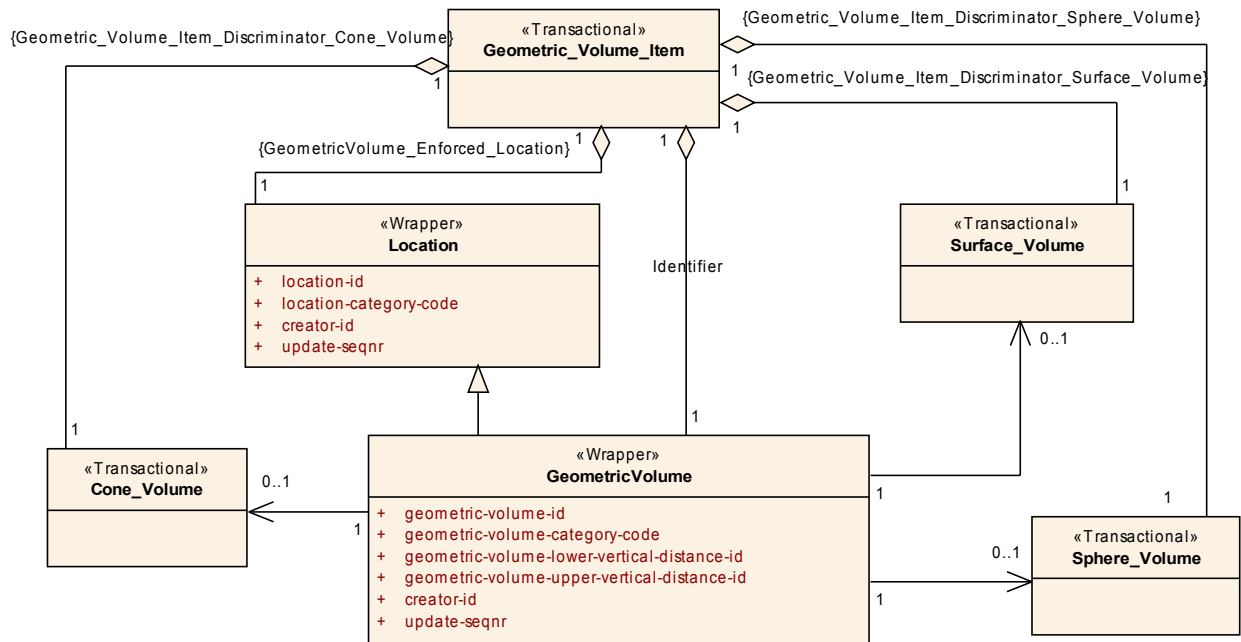 «Transactional»
Geometric_Volume_Item
{Geometric_Volume_Item_Discriminator_Cone_Volume}
1
{Geometric_Volume_Item_Discriminator_Sphere_Volume}
1
{Geometric_Volume_Item_Discriminator_Surface_Volume}
1
1
1
{GeometricVolume_Enforced_Location}
1
«Wrapper»
Location
+ location-id
+ location-category-code
+ creator-id
+ update-seqnr
Identifier
1
1
«Transactional»
Surface_Volume
0..1
1
«Transactional»
Cone_Volume
0..1
1
«Wrapper»
GeometricVolume
+ geometric-volume-id
+ geometric-volume-category-code
+ geometric-volume-lower-vertical-distance-id
+ geometric-volume-upper-vertical-distance-id
+ creator-id
+ update-seqnr
1
1
0..1
1
«Transactional»
Sphere_Volume